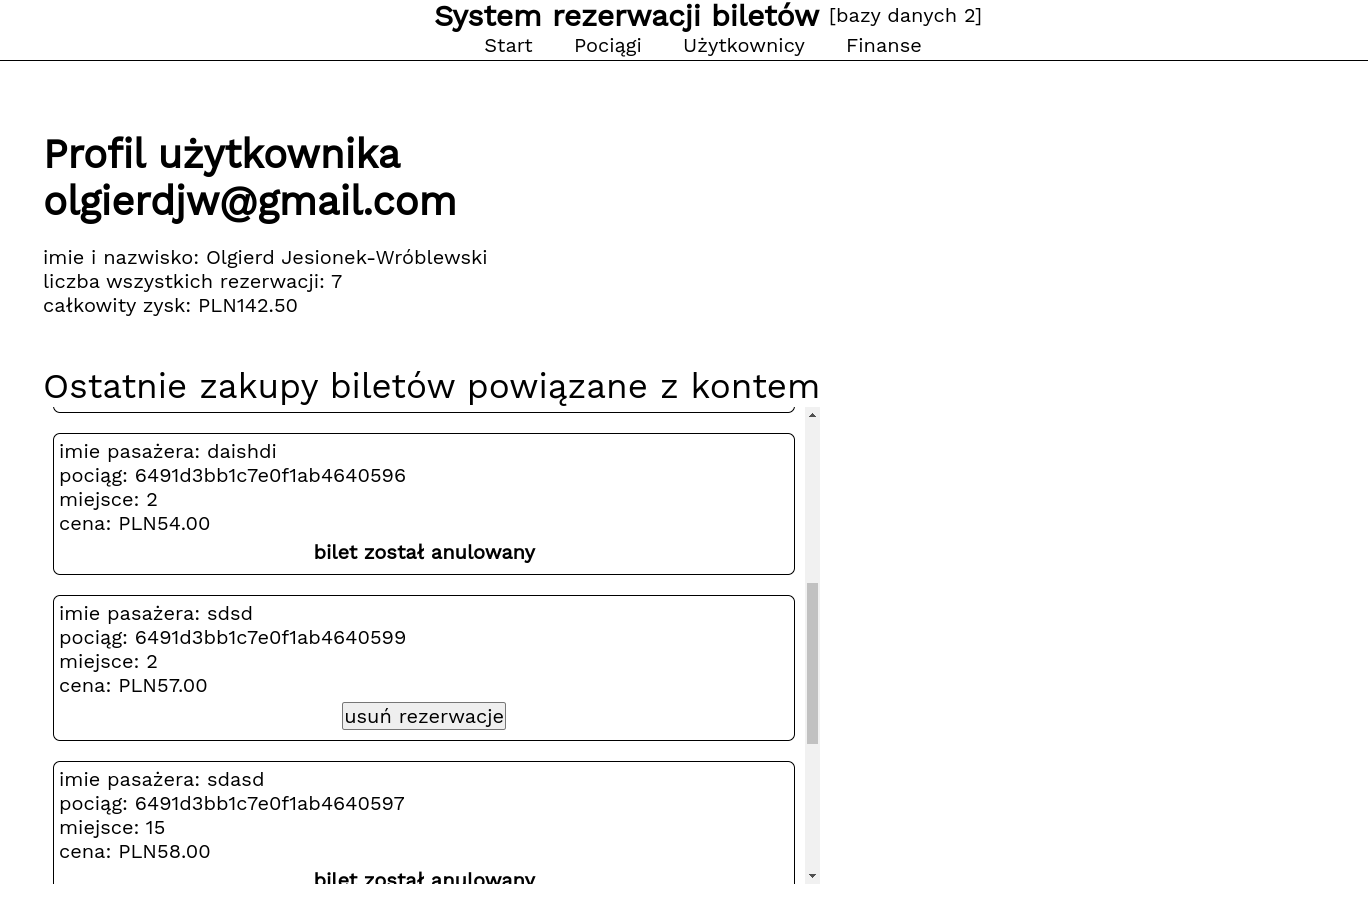 System rezerwacji biletów [bazy danych 2]
Start Pociągi Użytkownicy Finanse
Profil użytkownika
olgierdjw@gmail.com
imie i nazwisko: Olgierd Jesionek-Wróblewski
liczba wszystkich rezerwacji: 7
całkowity zysk: PLN142.50
Ostatnie zakupy biletów powiązane z kontem
imie pasażera: daishdi
pociąg: 6491d3bb1c7e0f1ab4640596
miejsce: 2
cena: PLN54.00
bilet został anulowany
imie pasażera: sdsd
pociąg: 6491d3bb1c7e0f1ab4640599
miejsce: 2
cena: PLN57.00
usuń rezerwacje
imie pasażera: sdasd
pociąg: 6491d3bb1c7e0f1ab4640597
miejsce: 15
cena: PLN58.00
bilet został anulowany